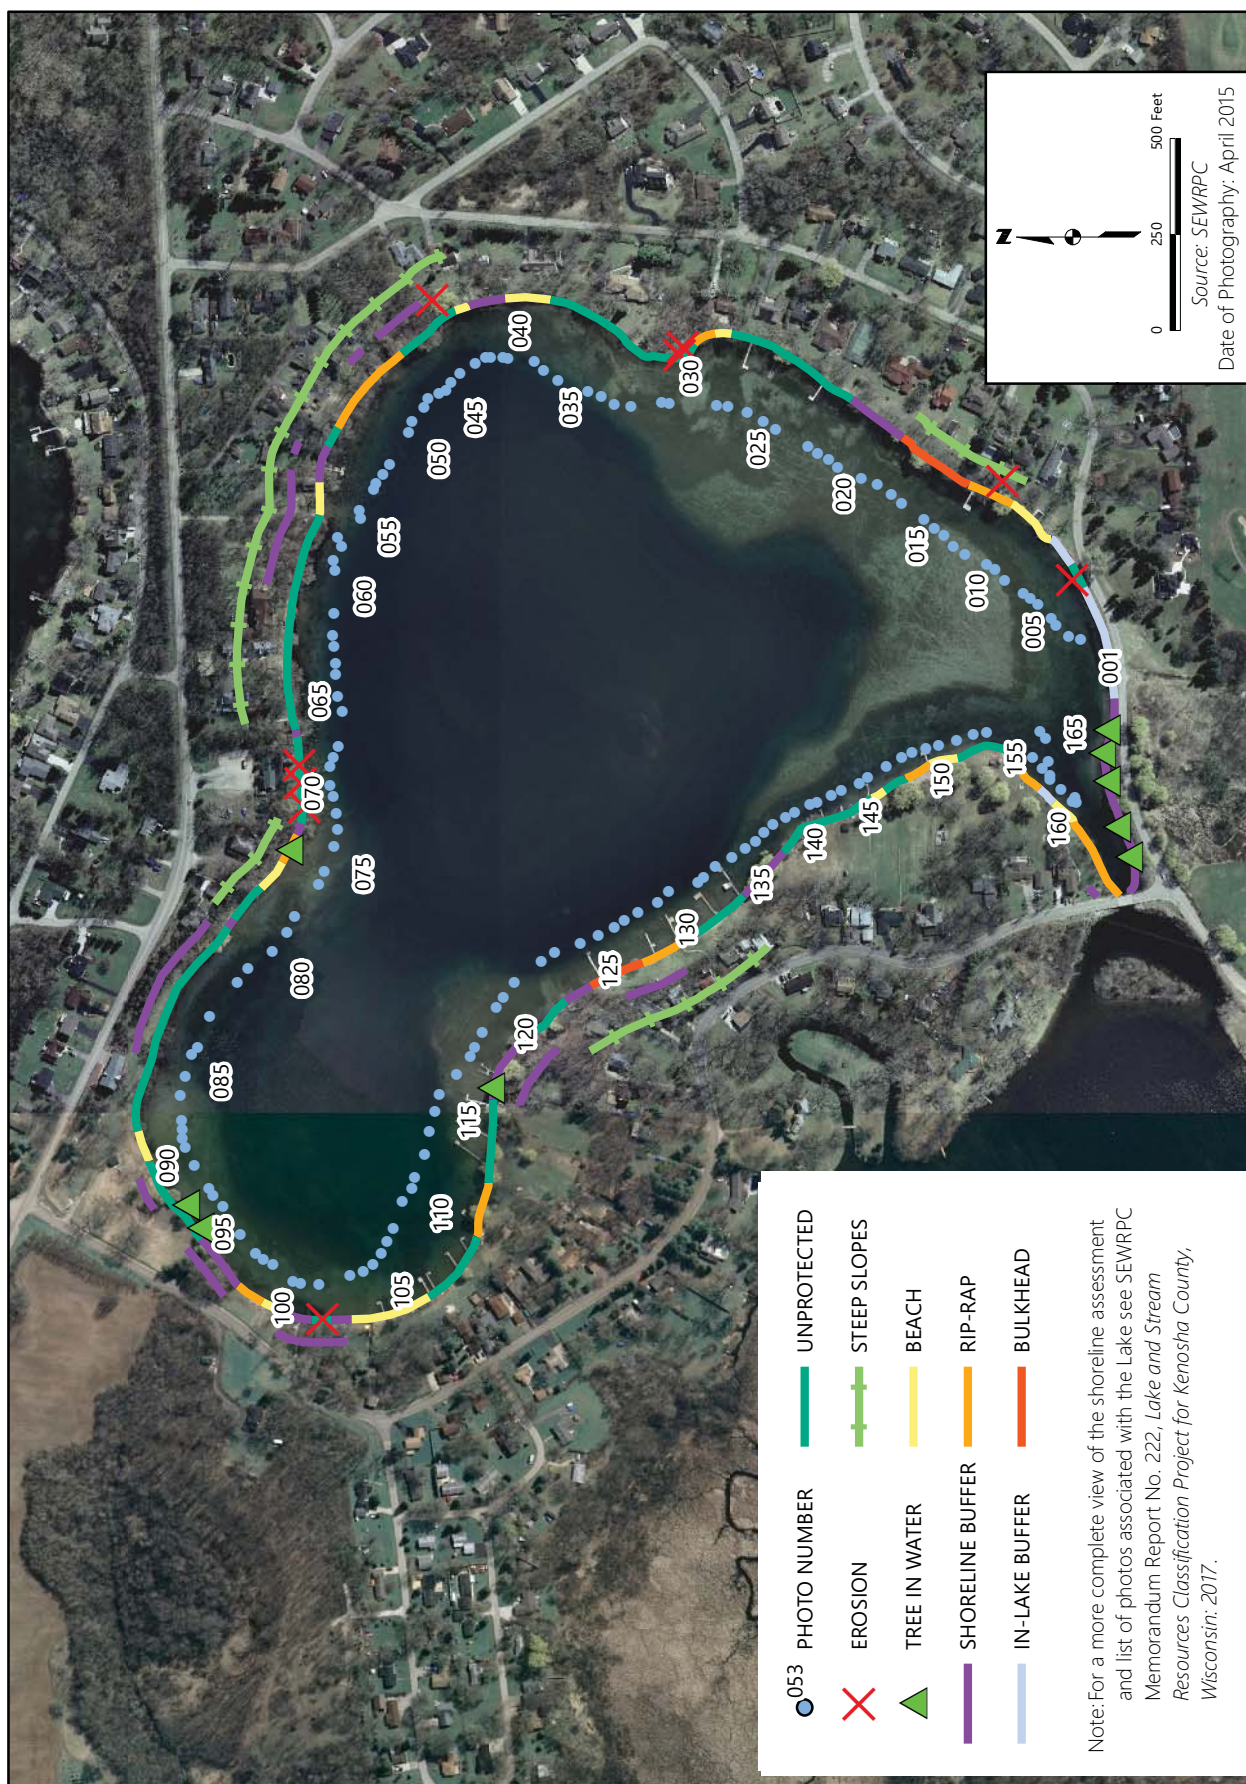 040
030
045
035
050
025
055
020
015
060
010
005
001
065
070
075
165
155
150
145
160
140
135
080
130
125
120
085
115
090
110
095
105
100
N
0 250 500 Feet
Source: SEWRPC
Date of Photography: April 2015
053 PHOTO NUMBER
EROSION
TREE IN WATER
SHORELINE BUFFER
IN-LAKE BUFFER
UNPROTECTED
STEEP SLOPES
BEACH
RIP-RAP
BULKHEAD
Note: For a more complete view of the shoreline assessment
and list of photos associated with the Lake see SEWRPC
Memorandum Report No. 222, Lake and Stream
Resources Classification Project for Kenosha County,
Wisconsin: 2017.